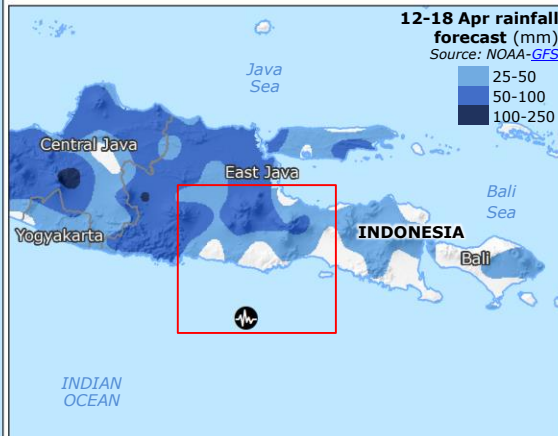 12-18 Apr rainfall
forecast (mm)
Source: NOAA-GFS
25-50
50-100
100-250
Java
Sea
Central Java
East Java
Bali
Sea
Yogyakarta
INDONESIA
Bali
INDIAN
OCEAN